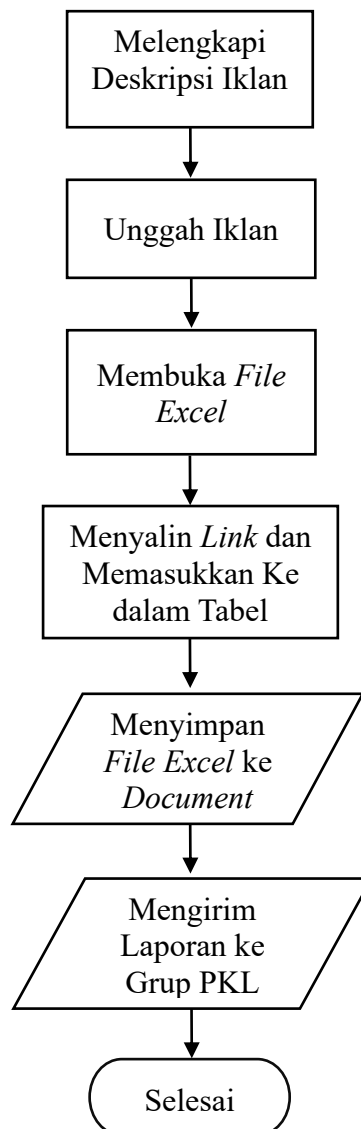 Melengkapi
Deskripsi Iklan
Unggah Iklan
Membuka File
Excel
Menyalin Link dan
Memasukkan Ke
dalam Tabel
Menyimpan
File Excel ke
Document
Mengirim
Laporan ke
Grup PKL
Selesai